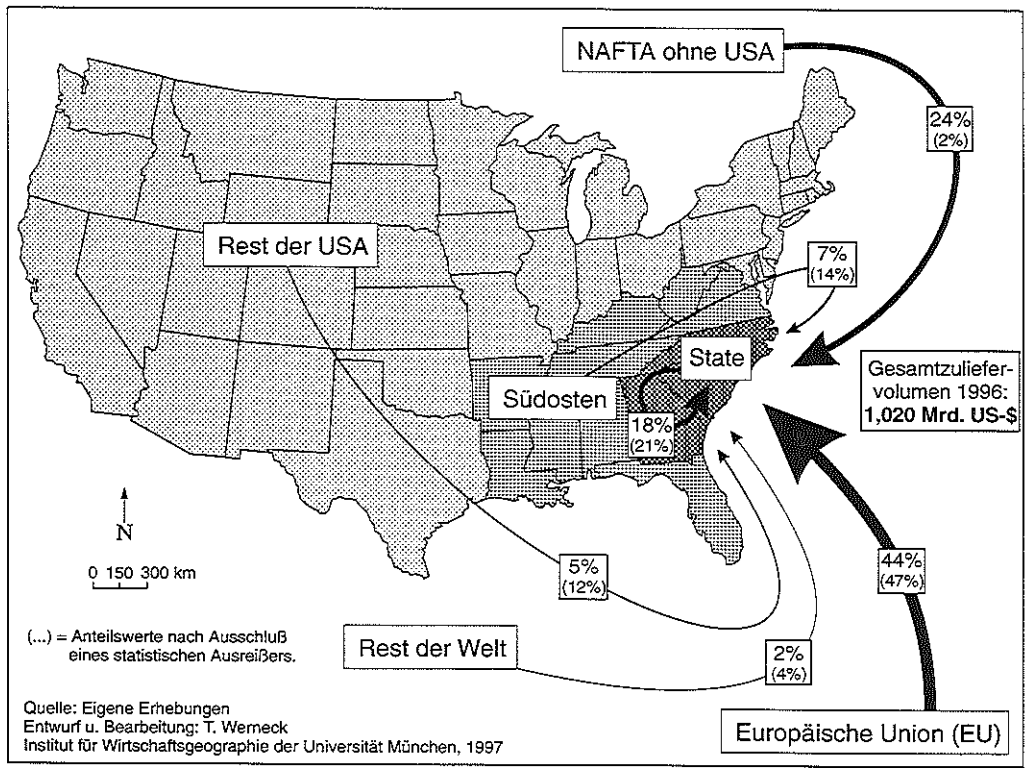 NAFTA ohne USA
24%
(2%)
Rest der USA
7%
(14%)
State
Gesamtzuliefer-
volumen 1996:
1,020 Mrd. US-$
Südosten
18%
(21%)
N
0 150 300 km
5%
(12%)
44%
(47%)
(...) = Anteilswerte nach Ausschluß
eines statistischen Ausreißers.
Rest der Welt
2%
(4%)
Quelle: Eigene Erhebungen
Entwurf u. Bearbeitung: T. Werneck
Institut für Wirtschaftsgeographie der Universität München, 1997
Europäische Union (EU)